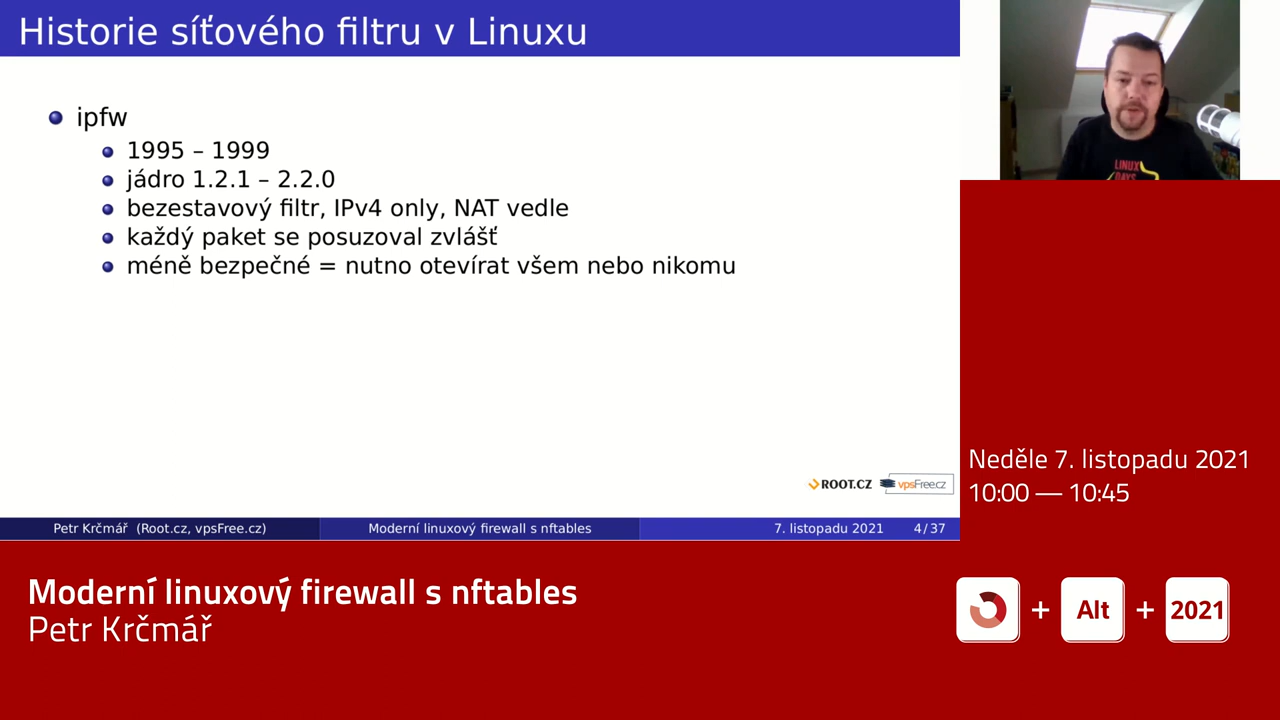 Historie síťového filtru v Linuxu
ipfw
1995 – 1999
jádro 1.2.1 – 2.2.0
bezestavový filtr, IPv4 only, NAT vedle
každý paket se posuzoval zvlášť
méně bezpečné = nutno otevírat všem nebo nikomu
ROOT.CZ vpsFree.cz
Petr Krčmář (Root.cz, vpsFree.cz) Moderní linuxový firewall s nftables 7. listopadu 2021 4 / 37
LINUX
DAYS
Neděle 7. listopadu 2021
10:00 — 10:45
Moderní linuxový firewall s nftables
Petr Krčmář
+ Alt + 2021